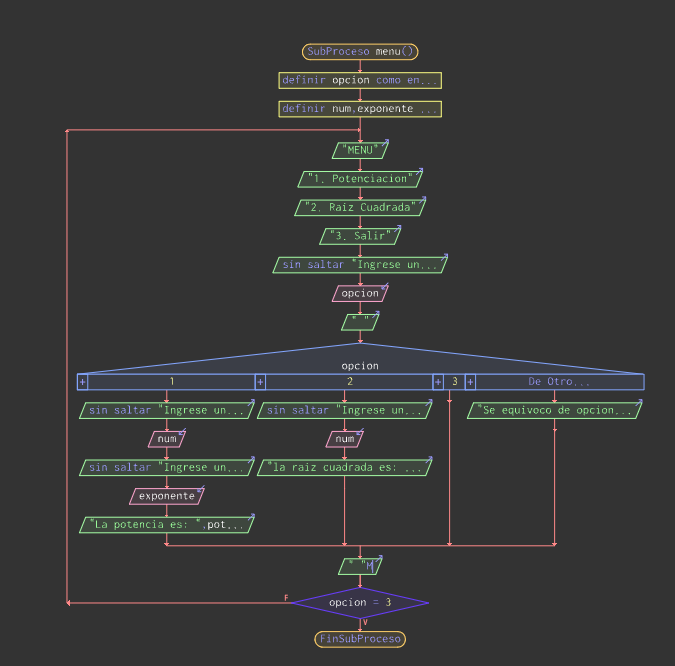 SubProceso menu()
definir opcion como en...
definir num,exponente ...
"MENU"
"1. Potenciacion"
"2. Raiz Cuadrada"
"3. Salir"
sin saltar "Ingrese un...
opcion
" "
opcion
+ 1 + 2 + 3 + De Otro...
sin saltar "Ingrese un... sin saltar "Ingrese un... "Se equivoco de opcion...
num num
sin saltar "Ingrese un... "la raiz cuadrada es: ...
exponente
"La potencia es: ",pot...
" "M
F opcion = 3
V
FinSubProceso